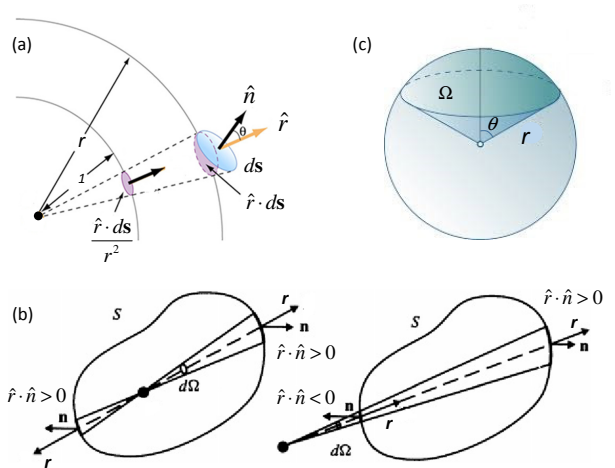 (a)
n̂
r̂
θ
ds
r̂ · ds
r
1
r̂ · ds
r²
(c)
Ω
θ
r
(b)
S
r
n
r̂ · n̂ > 0
dΩ
r̂ · n̂ > 0
n
r
S
r̂ · n̂ > 0
r
n
r̂ · n̂ < 0
n
r
dΩ